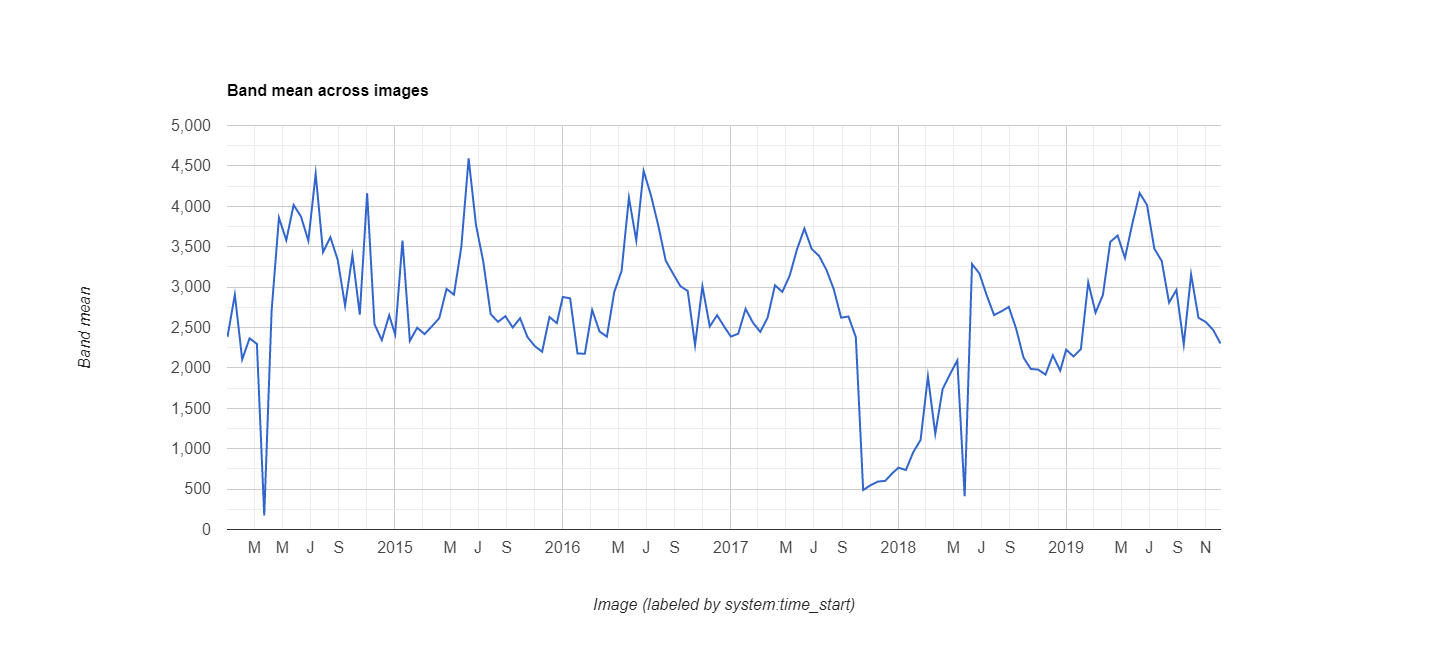 Band mean across images
5,000
4,500
4,000
3,500
3,000
2,500
2,000
1,500
1,000
500
0
Band mean
M M J S 2015 M J S 2016 M J S 2017 M J S 2018 M J S 2019 M J S N
Image (labeled by system:time_start)